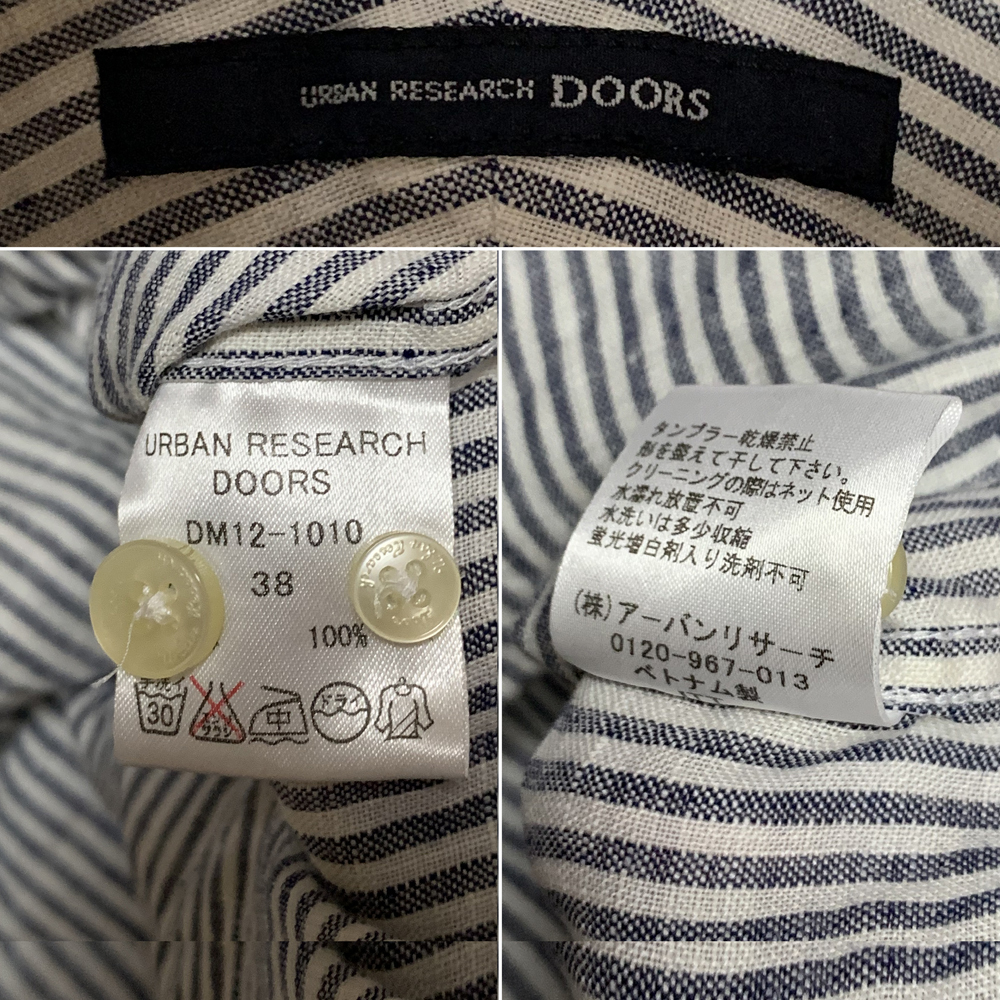 URBAN RESEARCH DOORS
URBAN RESEARCH
DOORS
DM12-1010
38
100%
30
中
ドライ
タンブラー乾燥禁止
形を整えて干して下さい。
クリーニングの際はネット使用
水濡れ放置不可
水洗いは多少収縮
蛍光増白剤入り洗剤不可
(株)アーバンリサーチ
0120-967-013
ベトナム製